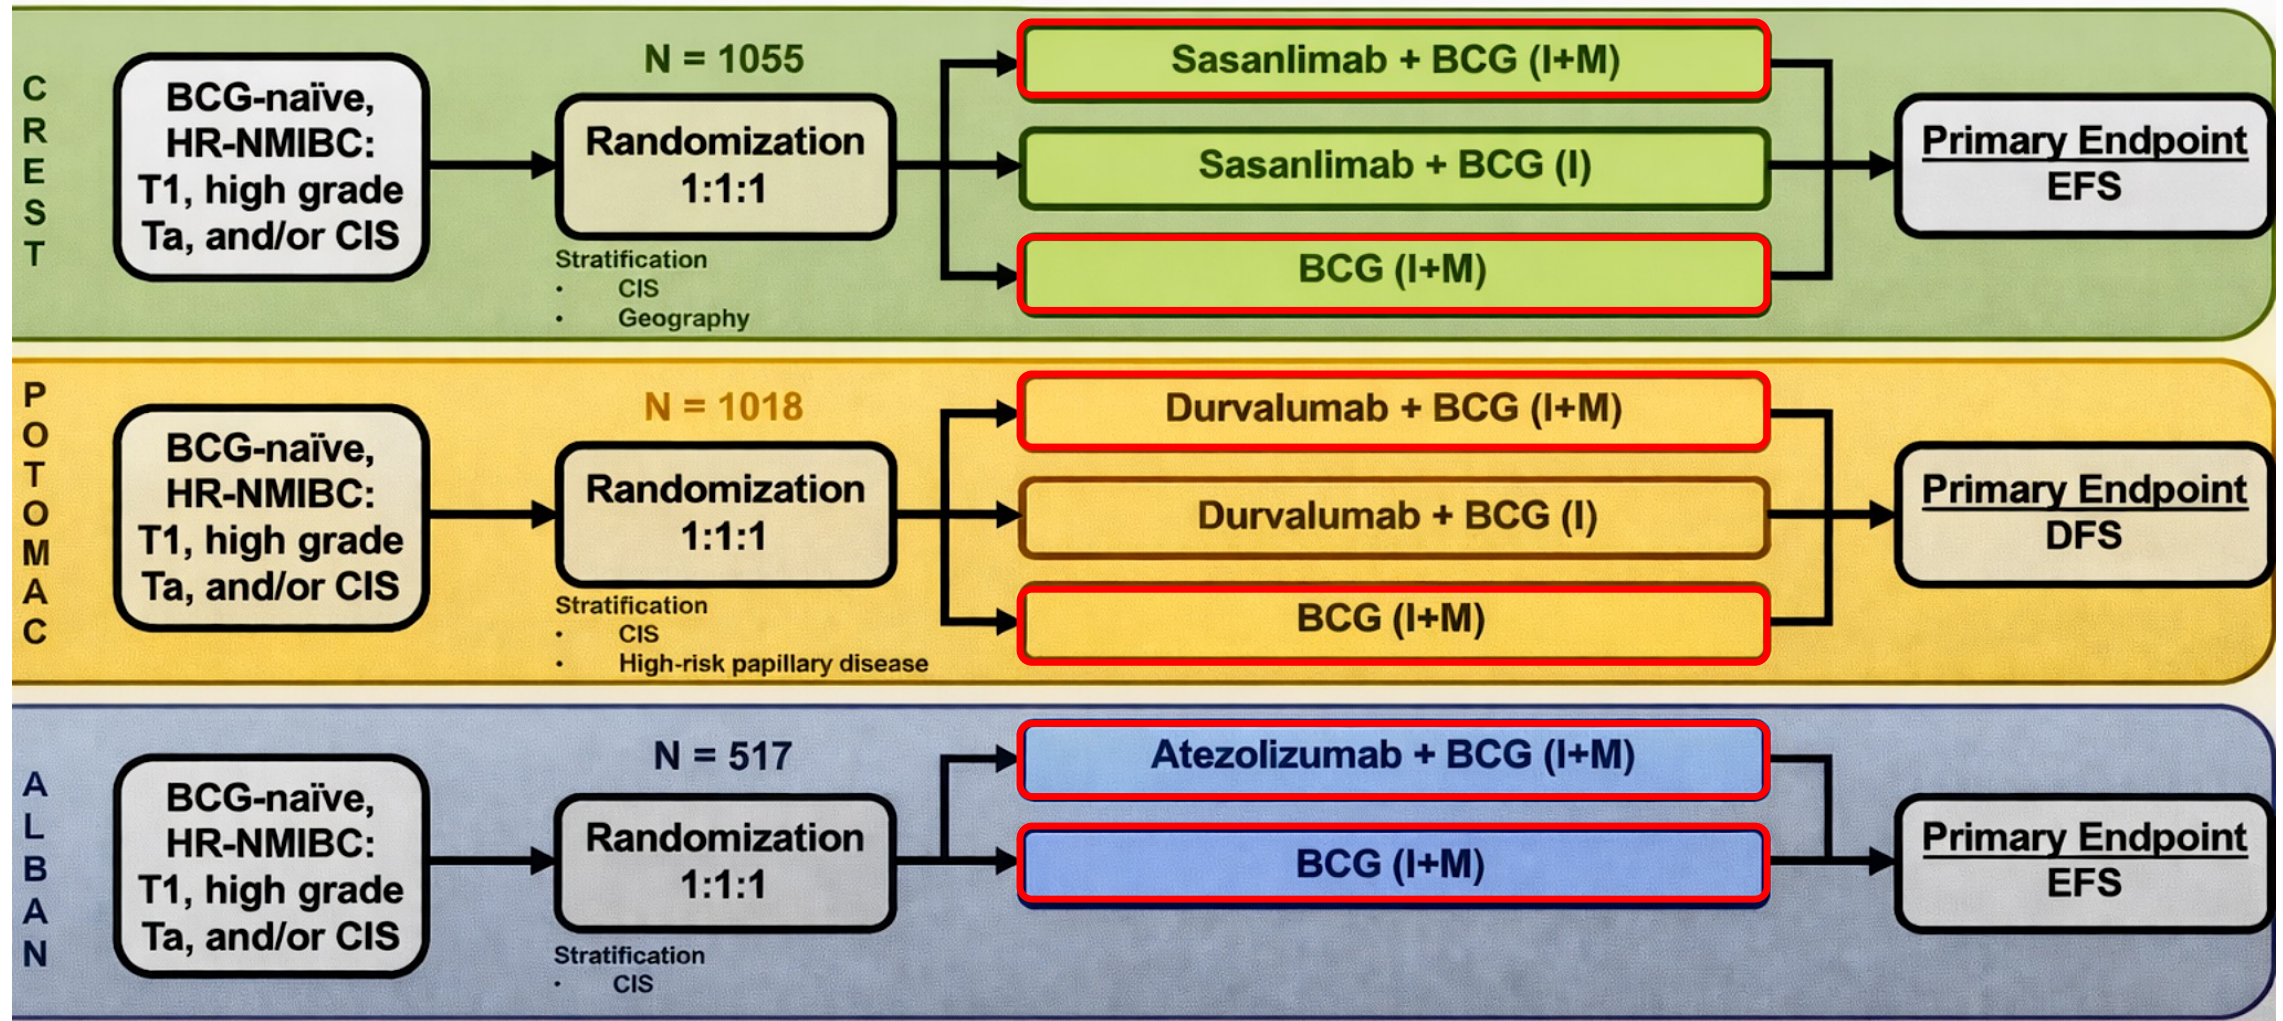 CREST
BCG-naïve,
HR-NMIBC:
T1, high grade
Ta, and/or CIS
N = 1055
Randomization
1:1:1
Stratification
• CIS
• Geography
Sasanlimab + BCG (I+M)
Sasanlimab + BCG (I)
BCG (I+M)
Primary Endpoint
EFS
POTOMAC
BCG-naïve,
HR-NMIBC:
T1, high grade
Ta, and/or CIS
N = 1018
Randomization
1:1:1
Stratification
• CIS
• High-risk papillary disease
Durvalumab + BCG (I+M)
Durvalumab + BCG (I)
BCG (I+M)
Primary Endpoint
DFS
ALBAN
BCG-naïve,
HR-NMIBC:
T1, high grade
Ta, and/or CIS
N = 517
Randomization
1:1:1
Stratification
• CIS
Atezolizumab + BCG (I+M)
BCG (I+M)
Primary Endpoint
EFS